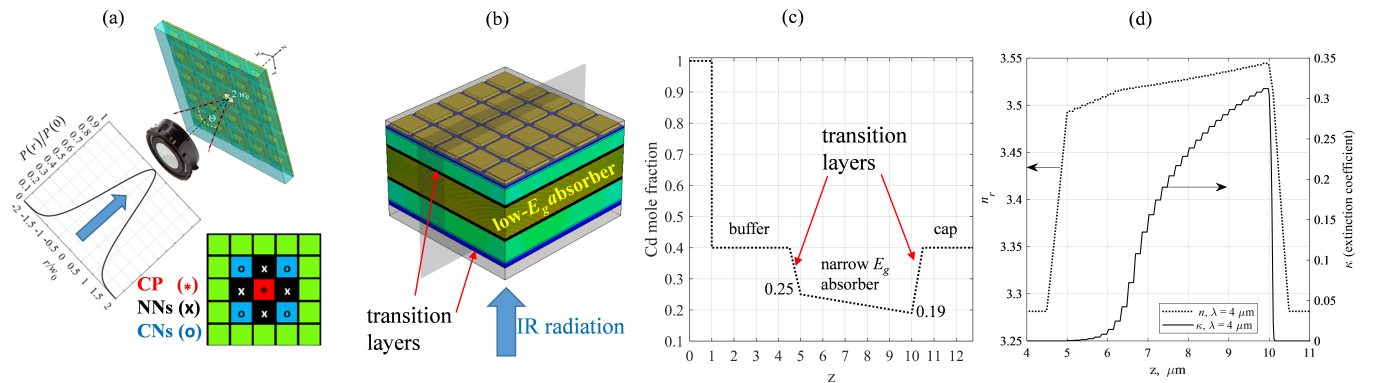 (a)
X
Z
Y
2 w₀
Θ
P(r)/P(0)
1
0.9
0.8
0.7
0.6
0.5
0.4
0.3
0.2
0.1
0
-2
-1.5
-1
-0.5
0
0.5
1
1.5
2
r/w₀
CP (*)
NNs (x)
CNs (o)
o x o
x * x
o x o
(b)
low-E_g absorber
transition
layers
IR radiation
(c)
Cd mole fraction
1
0.9
0.8
0.7
0.6
0.5
0.4
0.3
0.2
0.1
0
transition
layers
buffer
cap
narrow E_g
absorber
0.25
0.19
0 1 2 3 4 5 6 7 8 9 10 11 12
z
(d)
n_r
3.55
3.5
3.45
3.4
3.35
3.3
3.25
0.35
0.3
0.25
0.2
0.15
0.1
0.05
0
κ (extinction coefficient)
n, λ = 4 μm
κ, λ = 4 μm
4 5 6 7 8 9 10 11
z, μm